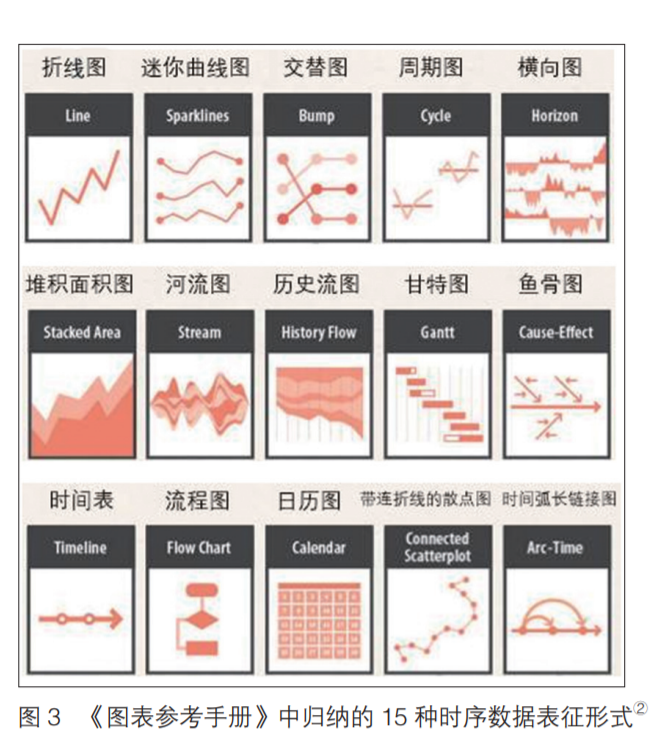 折线图 迷你曲线图 交替图 周期图 横向图
Line Sparklines Bump Cycle Horizon
堆积面积图 河流图 历史流图 甘特图 鱼骨图
Stacked Area Stream History Flow Gantt Cause-Effect
时间表 流程图 日历图 带连折线的散点图 时间弧长链接图
Timeline Flow Chart Calendar Connected Scatterplot Arc-Time
图 3 《图表参考手册》中归纳的 15 种时序数据表征形式②